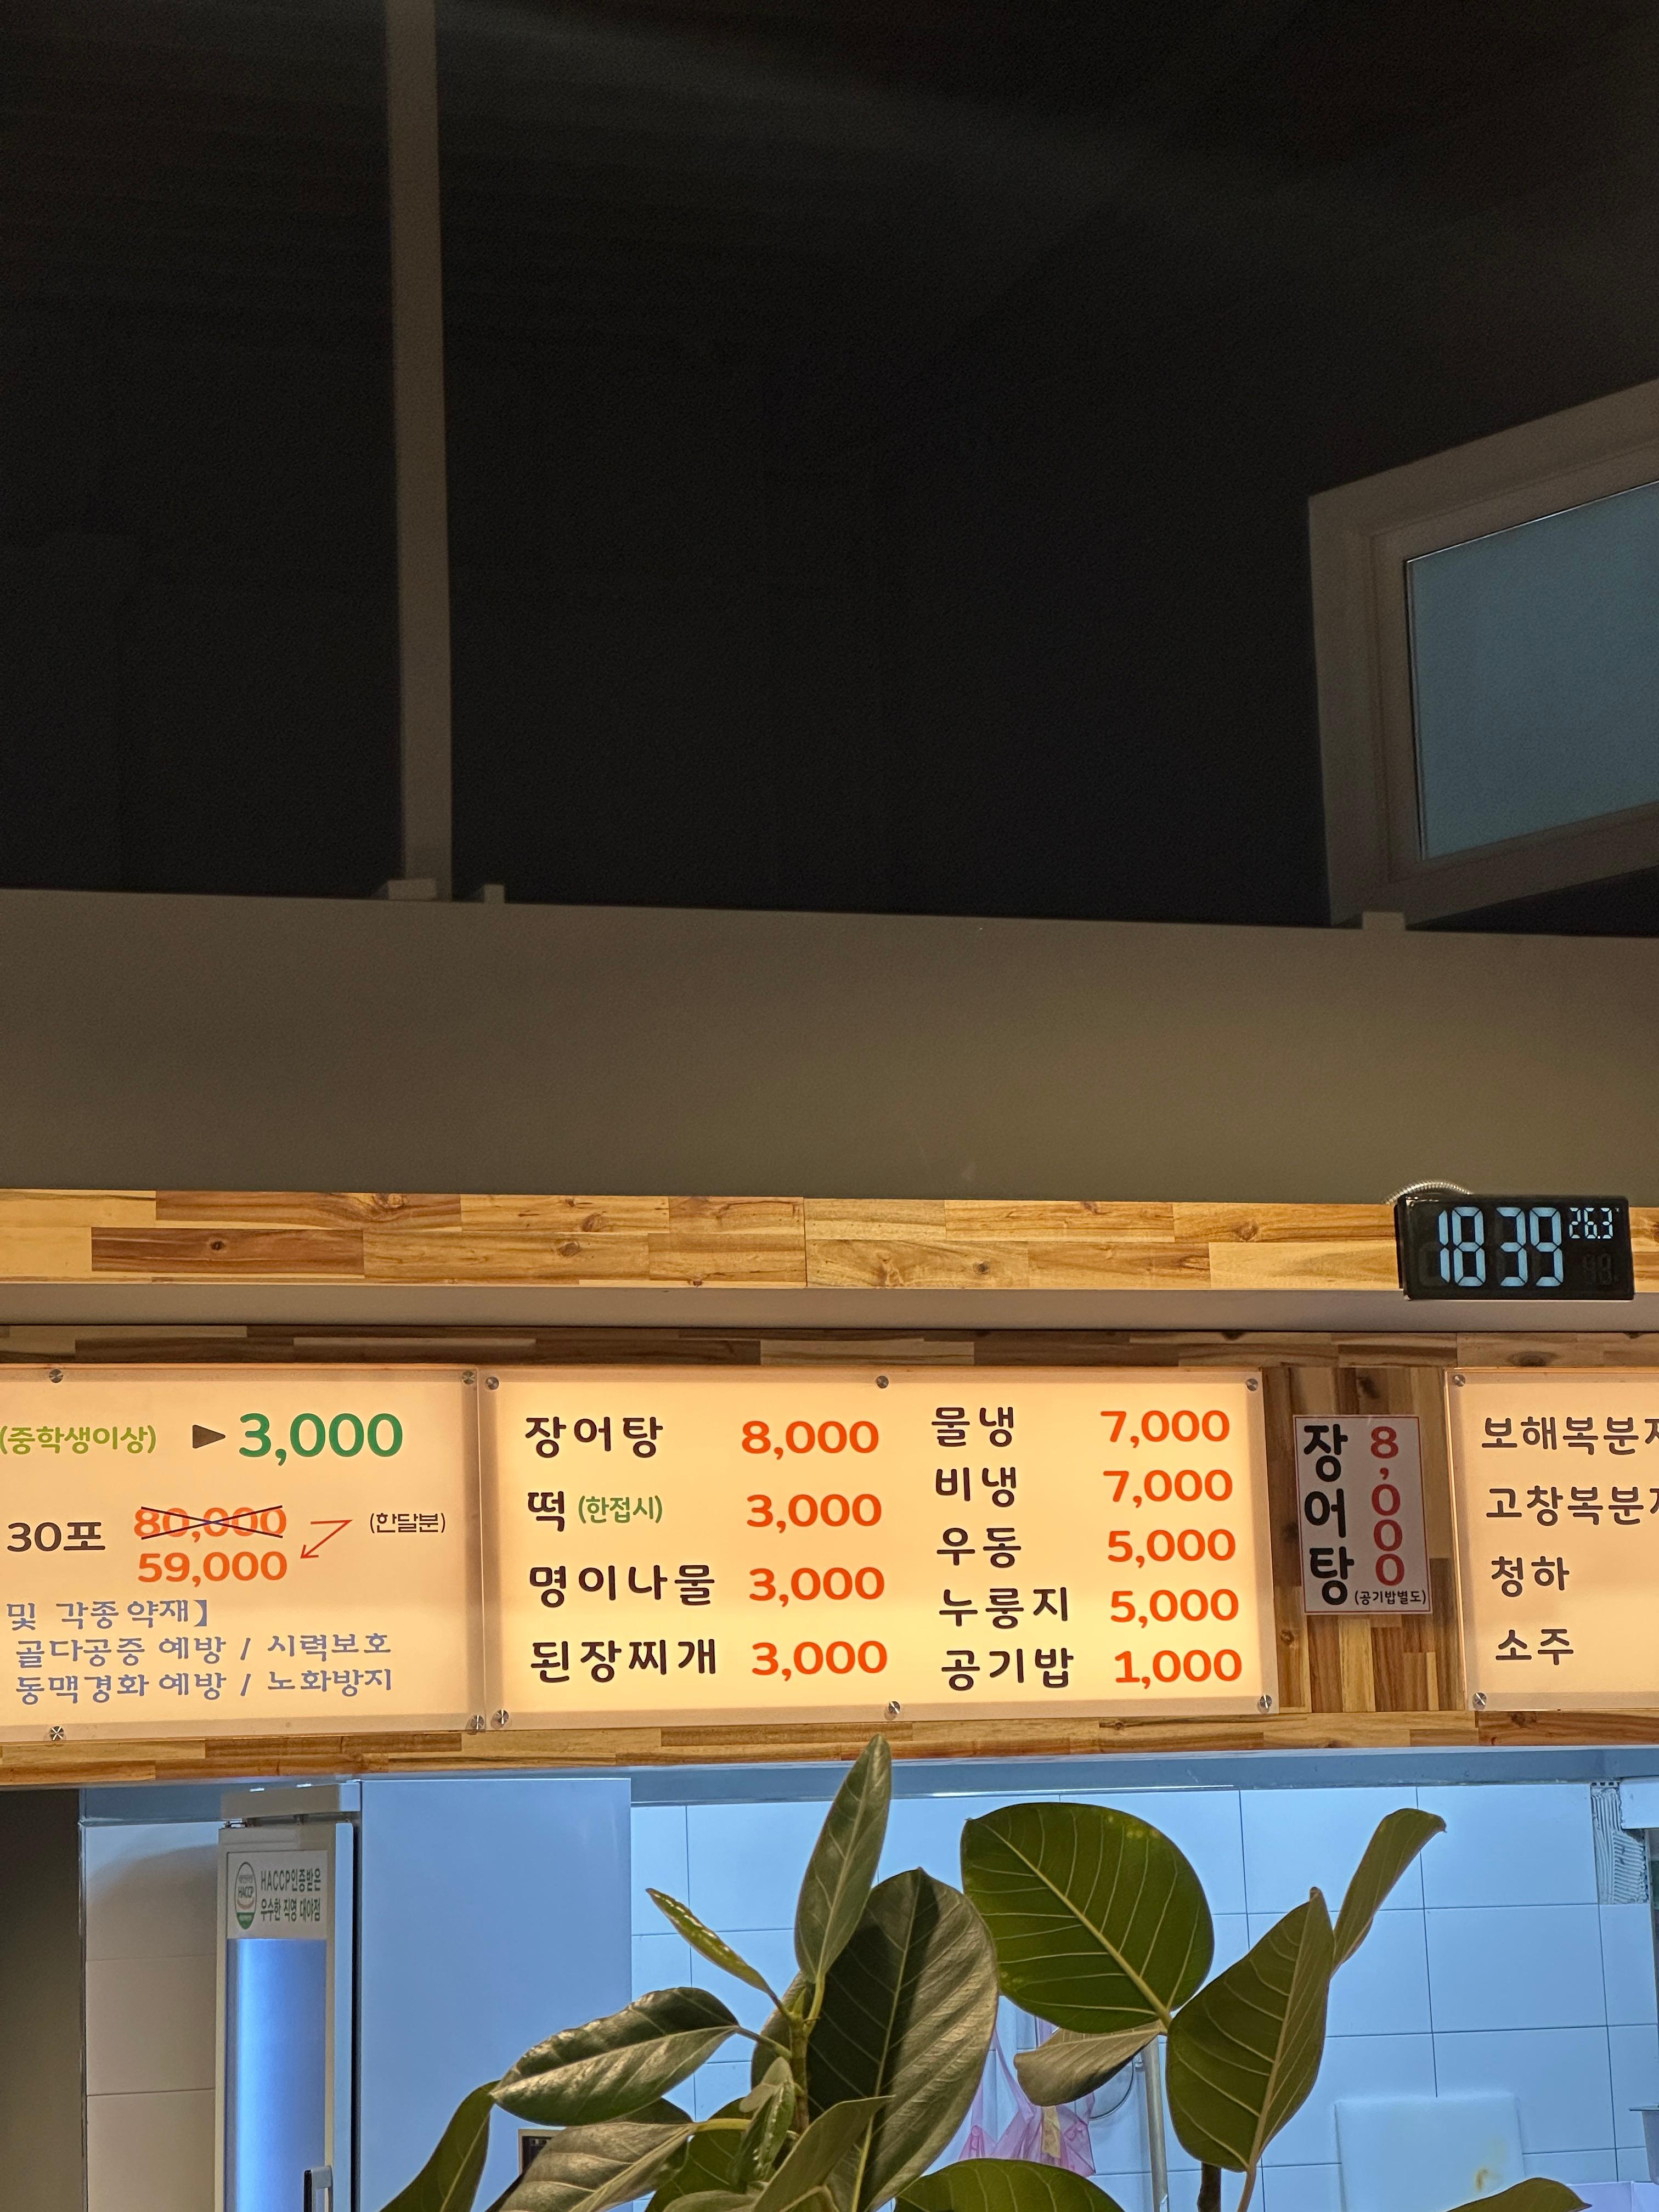 18 39 26.3
(중학생이상) ▶ 3,000
30포 80,000 (한달분)
59,000
및 각종 약재】
골다공증 예방 / 시력보호
동맥경화 예방 / 노화방지
장어탕 8,000
떡 (한접시) 3,000
명이나물 3,000
된장찌개 3,000
물냉 7,000
비냉 7,000
우동 5,000
누룽지 5,000
공기밥 1,000
장어탕 8,000
(공기밥별도)
보해복분
고창복분
청하
소주
HACCP인증받은
HACCP
우수한 직영 대야점